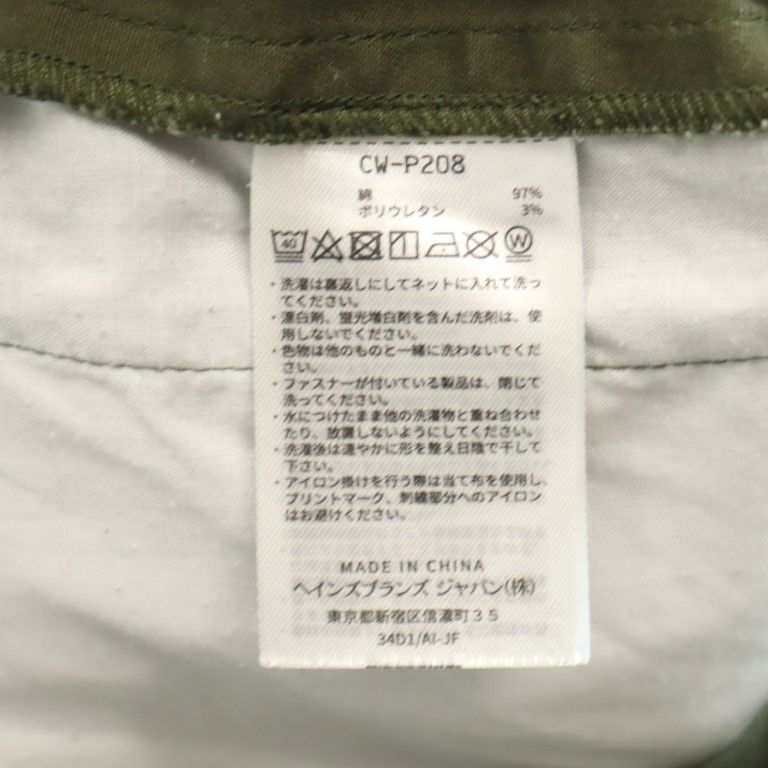 CW-P208
綿 97%
ポリウレタン 3%
40 W
・洗濯は裏返しにしてネットに入れて洗っ
てください。
・漂白剤、蛍光増白剤を含んだ洗剤は、使
用しないでください。
・色物は他のものと一緒に洗わないでくだ
さい。
・ファスナーが付いている製品は、閉じて
洗ってください。
・水につけたまま他の洗濯物と重ね合わせ
たり、放置しないようにしてください。
・洗濯後は速やかに形を整え日陰で干して
下さい。
・アイロン掛けを行う際は当て布を使用し、
プリントマーク、刺繍部分へのアイロン
はお避けください。
MADE IN CHINA
ヘインズブランズ ジャパン(株)
東京都新宿区信濃町35
34D1/AI-JF